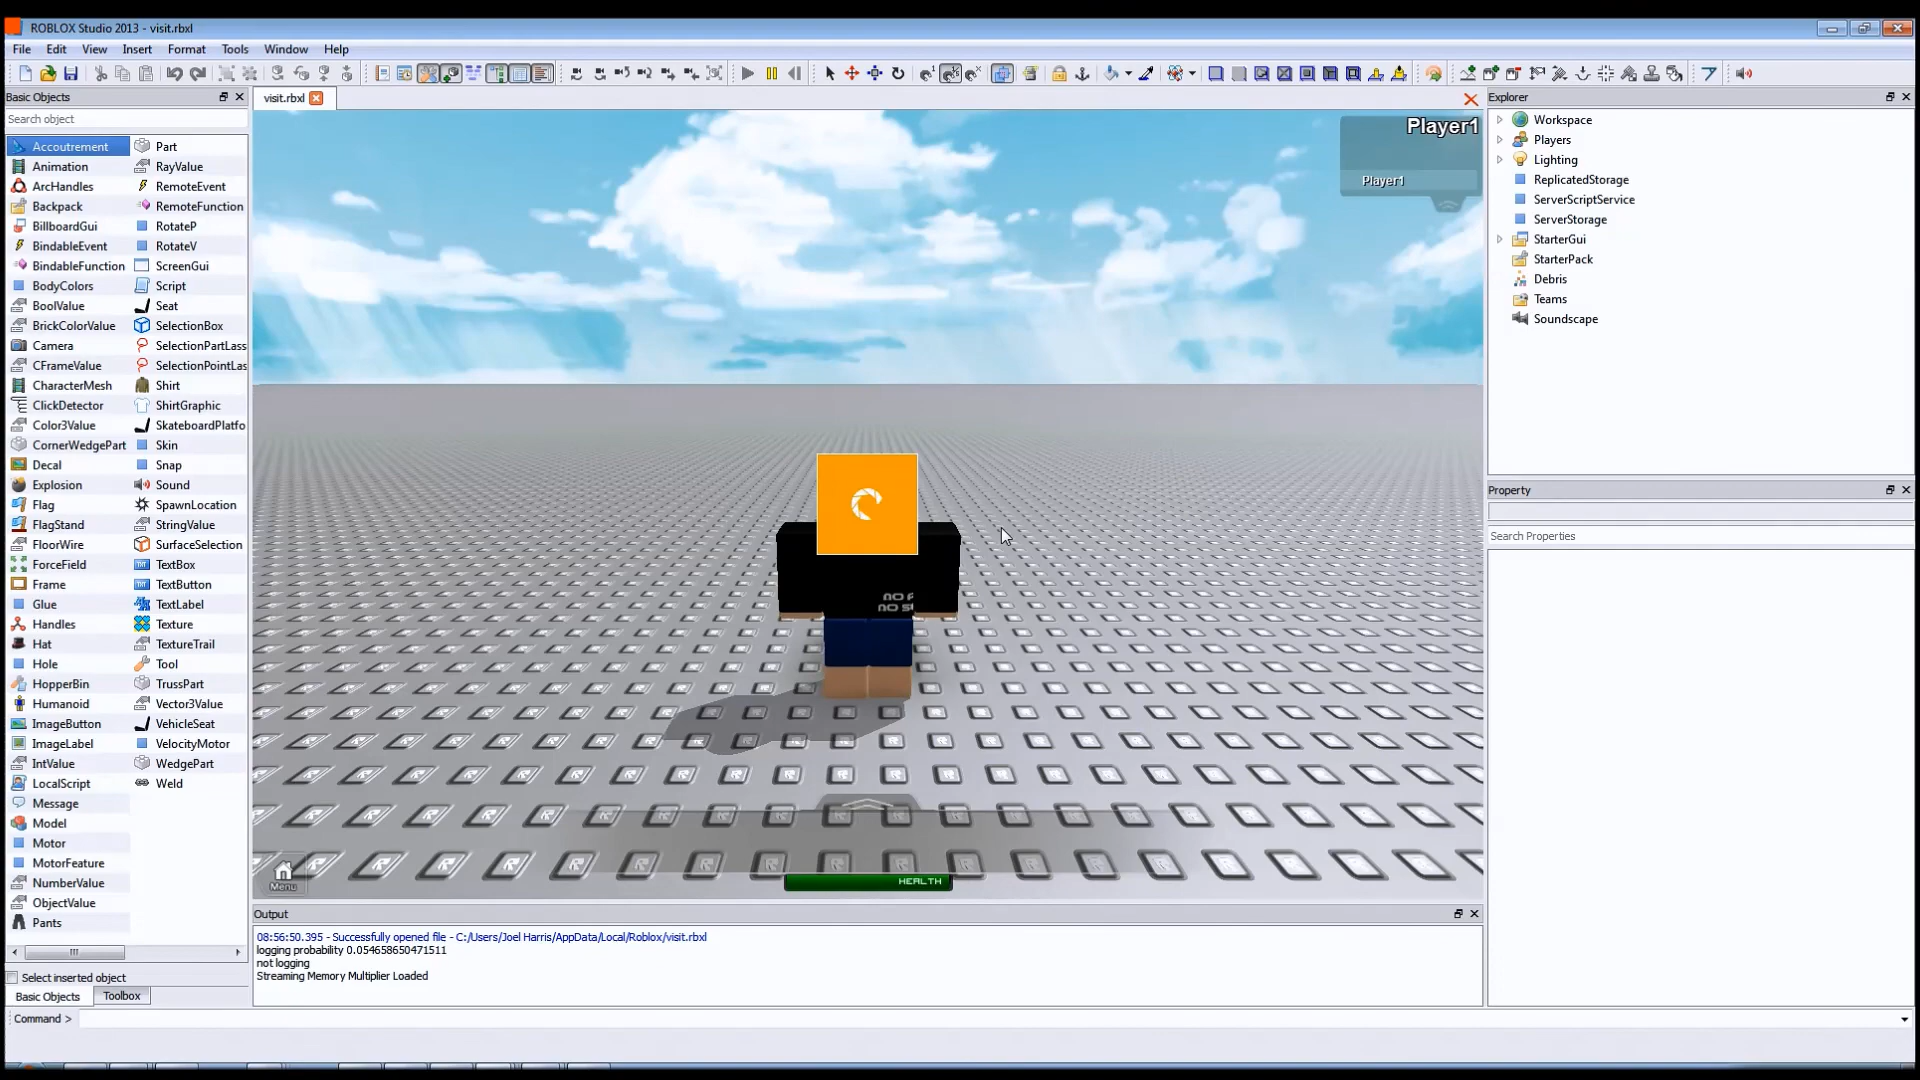 ROBLOX Studio 2013 - visit.rbxl
File Edit View Insert Format Tools Window Help
Basic Objects
Search object
Accoutrement Part
Animation RayValue
ArcHandles RemoteEvent
Backpack RemoteFunction
BillboardGui RotateP
BindableEvent RotateV
BindableFunction ScreenGui
BodyColors Script
BoolValue Seat
BrickColorValue SelectionBox
Camera SelectionPartLass
CFrameValue SelectionPointLas
CharacterMesh Shirt
ClickDetector ShirtGraphic
Color3Value SkateboardPlatfo
CornerWedgePart Skin
Decal Snap
Explosion Sound
Flag SpawnLocation
FlagStand StringValue
FloorWire SurfaceSelection
ForceField TextBox
Frame TextButton
Glue TextLabel
Handles Texture
Hat TextureTrail
Hole Tool
HopperBin TrussPart
Humanoid Vector3Value
ImageButton VehicleSeat
ImageLabel VelocityMotor
IntValue WedgePart
LocalScript Weld
Message
Model
Motor
MotorFeature
NumberValue
ObjectValue
Pants
Select inserted object
Basic Objects Toolbox
visit.rbxl
Player1
Player1
NO
NO
Menu
HEALTH
Output
08:56:50.395 - Successfully opened file - C:/Users/Joel Harris/AppData/Local/Roblox/visit.rbxl
logging probability 0.054658650471511
not logging
Streaming Memory Multiplier Loaded
Explorer
Workspace
Players
Lighting
ReplicatedStorage
ServerScriptService
ServerStorage
StarterGui
StarterPack
Debris
Teams
Soundscape
Property
Search Properties
Command >